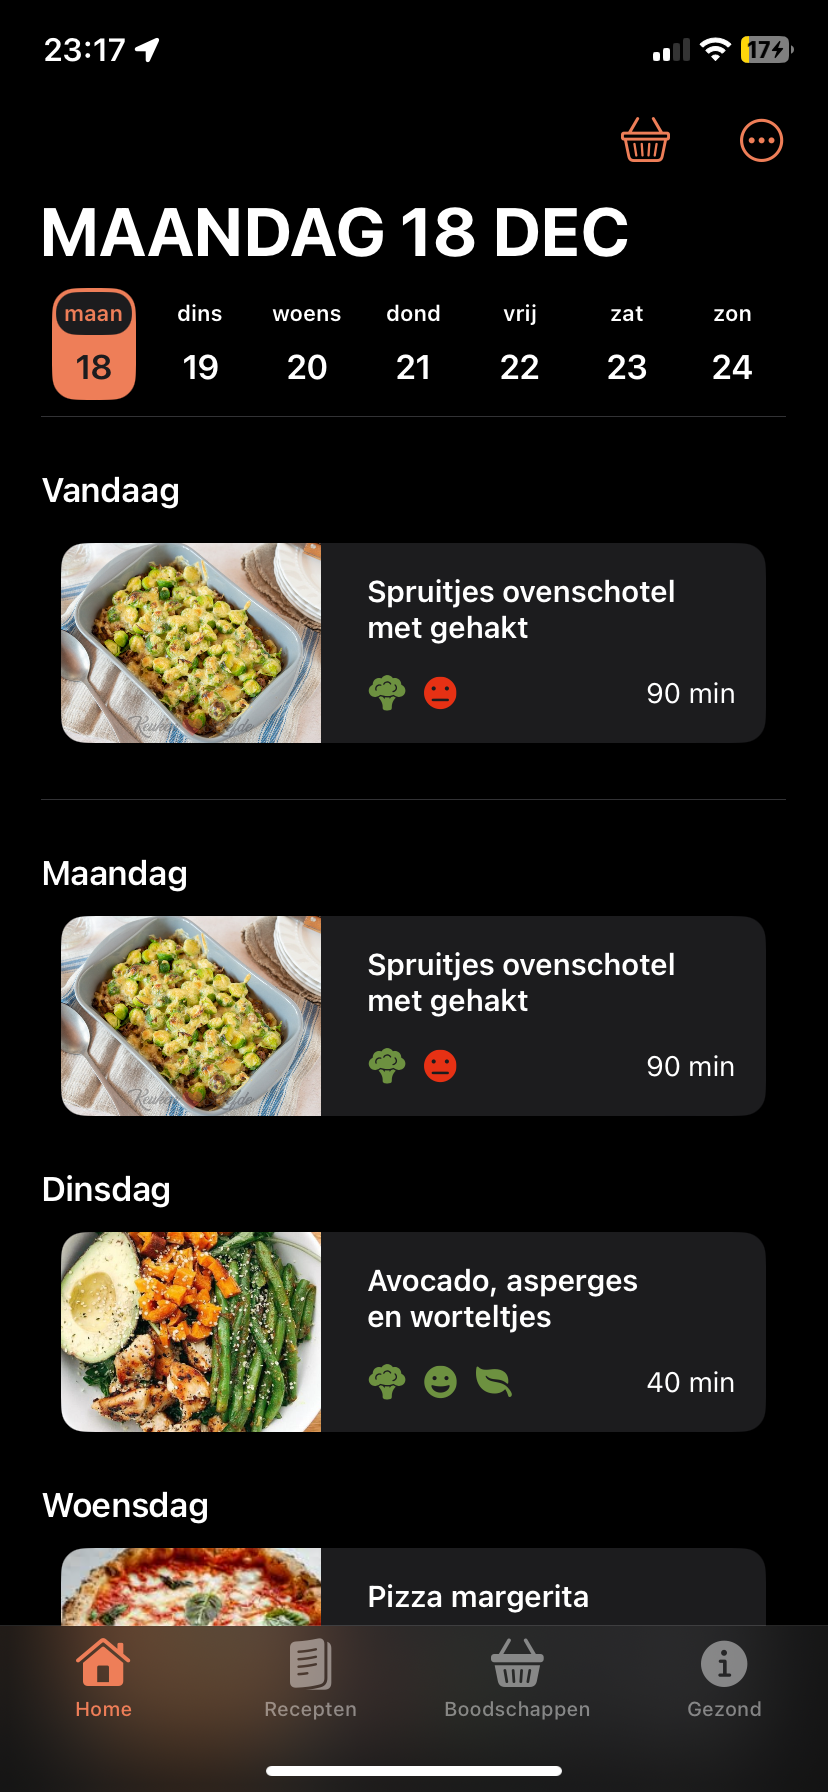 23:17
17
MAANDAG 18 DEC
maan dins woens dond vrij zat zon
18 19 20 21 22 23 24
Vandaag
Spruitjes ovenschotel
met gehakt
90 min
Maandag
Spruitjes ovenschotel
met gehakt
90 min
Dinsdag
Avocado, asperges
en worteltjes
40 min
Woensdag
Pizza margerita
Home Recepten Boodschappen Gezond